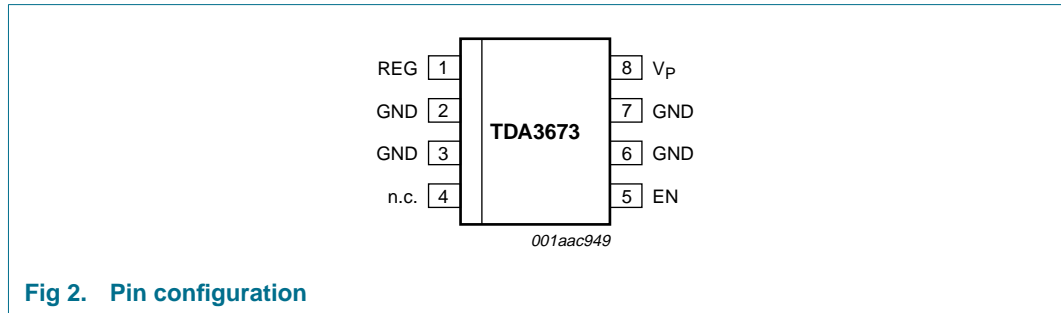 REG 1 8 VP
GND 2 7 GND
TDA3673
GND 3 6 GND
n.c. 4 5 EN
001aac949
Fig 2. Pin configuration